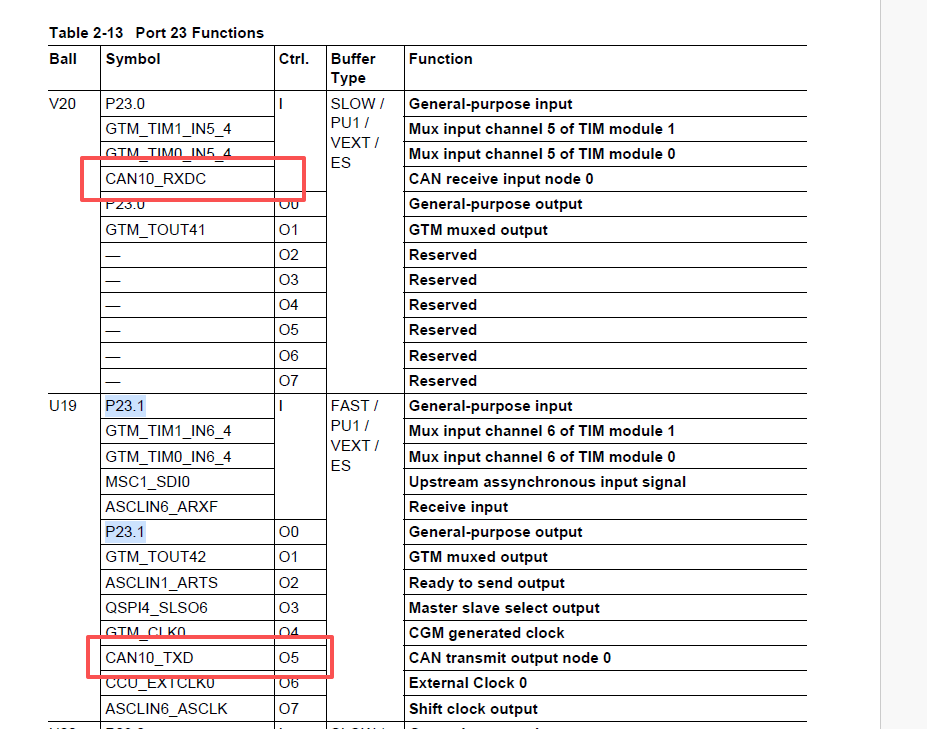 Table 2-13 Port 23 Functions
Ball Symbol Ctrl. Buffer Type Function
V20 P23.0 I SLOW / PU1 / VEXT / ES General-purpose input
GTM_TIM1_IN5_4 Mux input channel 5 of TIM module 1
GTM_TIM0_IN5_4 Mux input channel 5 of TIM module 0
CAN10_RXDC CAN receive input node 0
P23.0 O0 General-purpose output
GTM_TOUT41 O1 GTM muxed output
— O2 Reserved
— O3 Reserved
— O4 Reserved
— O5 Reserved
— O6 Reserved
— O7 Reserved
U19 P23.1 I FAST / PU1 / VEXT / ES General-purpose input
GTM_TIM1_IN6_4 Mux input channel 6 of TIM module 1
GTM_TIM0_IN6_4 Mux input channel 6 of TIM module 0
MSC1_SDI0 Upstream assynchronous input signal
ASCLIN6_ARXF Receive input
P23.1 O0 General-purpose output
GTM_TOUT42 O1 GTM muxed output
ASCLIN1_ARTS O2 Ready to send output
QSPI4_SLSO6 O3 Master slave select output
GTM_CLK0 O4 CGM generated clock
CAN10_TXD O5 CAN transmit output node 0
CCU_EXTCLK0 O6 External Clock 0
ASCLIN6_ASCLK O7 Shift clock output